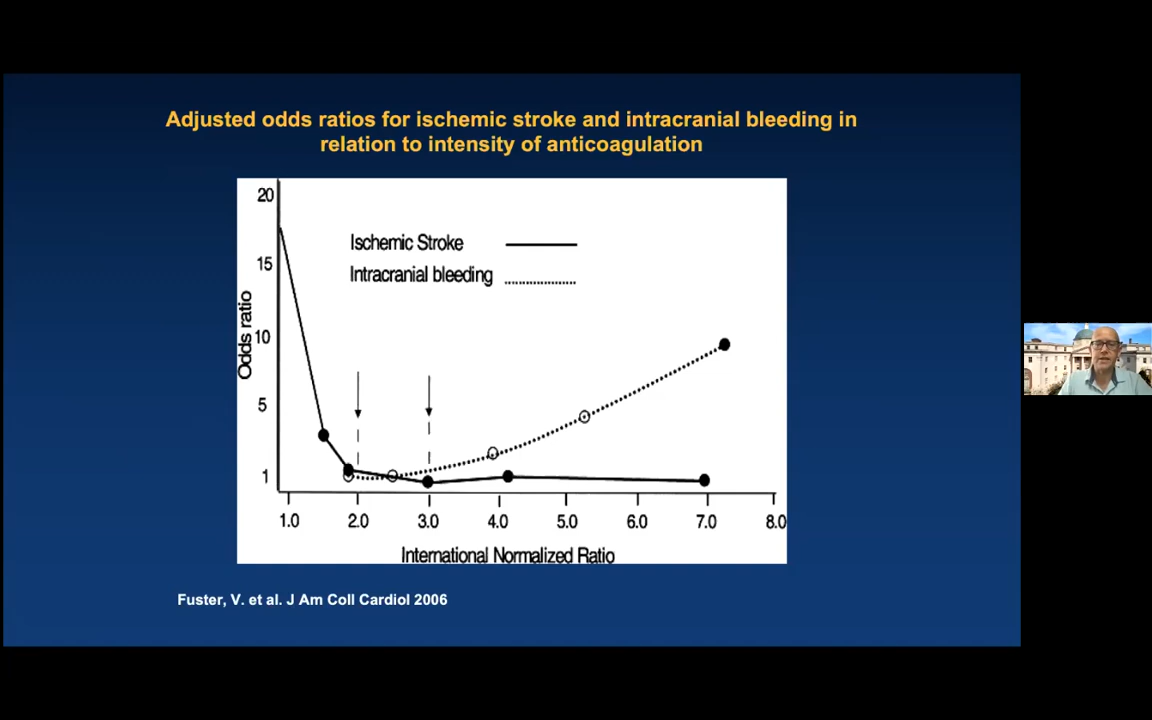 Adjusted odds ratios for ischemic stroke and intracranial bleeding in
relation to intensity of anticoagulation
20
15
10
5
1
Odds ratio
Ischemic Stroke
Intracranial bleeding
1.0 2.0 3.0 4.0 5.0 6.0 7.0 8.0
International Normalized Ratio
Fuster, V. et al. J Am Coll Cardiol 2006